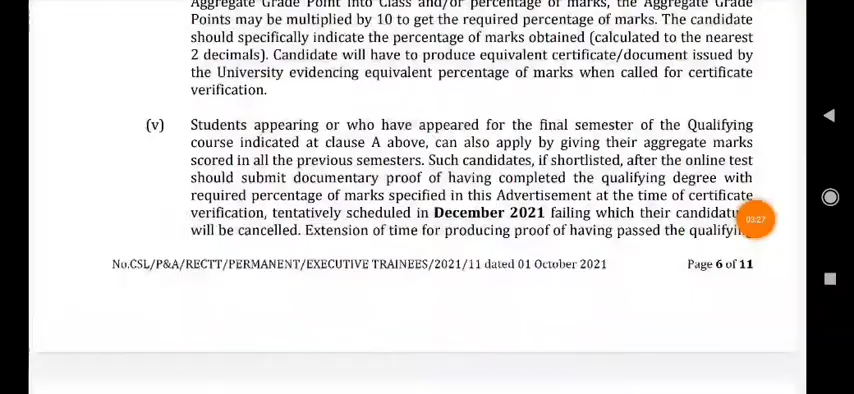 Aggregate Grade Point into Class and/or percentage of marks, the Aggregate Grade
Points may be multiplied by 10 to get the required percentage of marks. The candidate
should specifically indicate the percentage of marks obtained (calculated to the nearest
2 decimals). Candidate will have to produce equivalent certificate/document issued by
the University evidencing equivalent percentage of marks when called for certificate
verification.
(v) Students appearing or who have appeared for the final semester of the Qualifying
course indicated at clause A above, can also apply by giving their aggregate marks
scored in all the previous semesters. Such candidates, if shortlisted, after the online test
should submit documentary proof of having completed the qualifying degree with
required percentage of marks specified in this Advertisement at the time of certificate
verification, tentatively scheduled in December 2021 failing which their
will be cancelled. Extension of time for producing proof of having passed the
03:27
No.CSL/P&A/RECTT/PERMANENT/EXECUTIVE TRAINEES/2021/11 dated 01 October 2021 Page 6 of 11